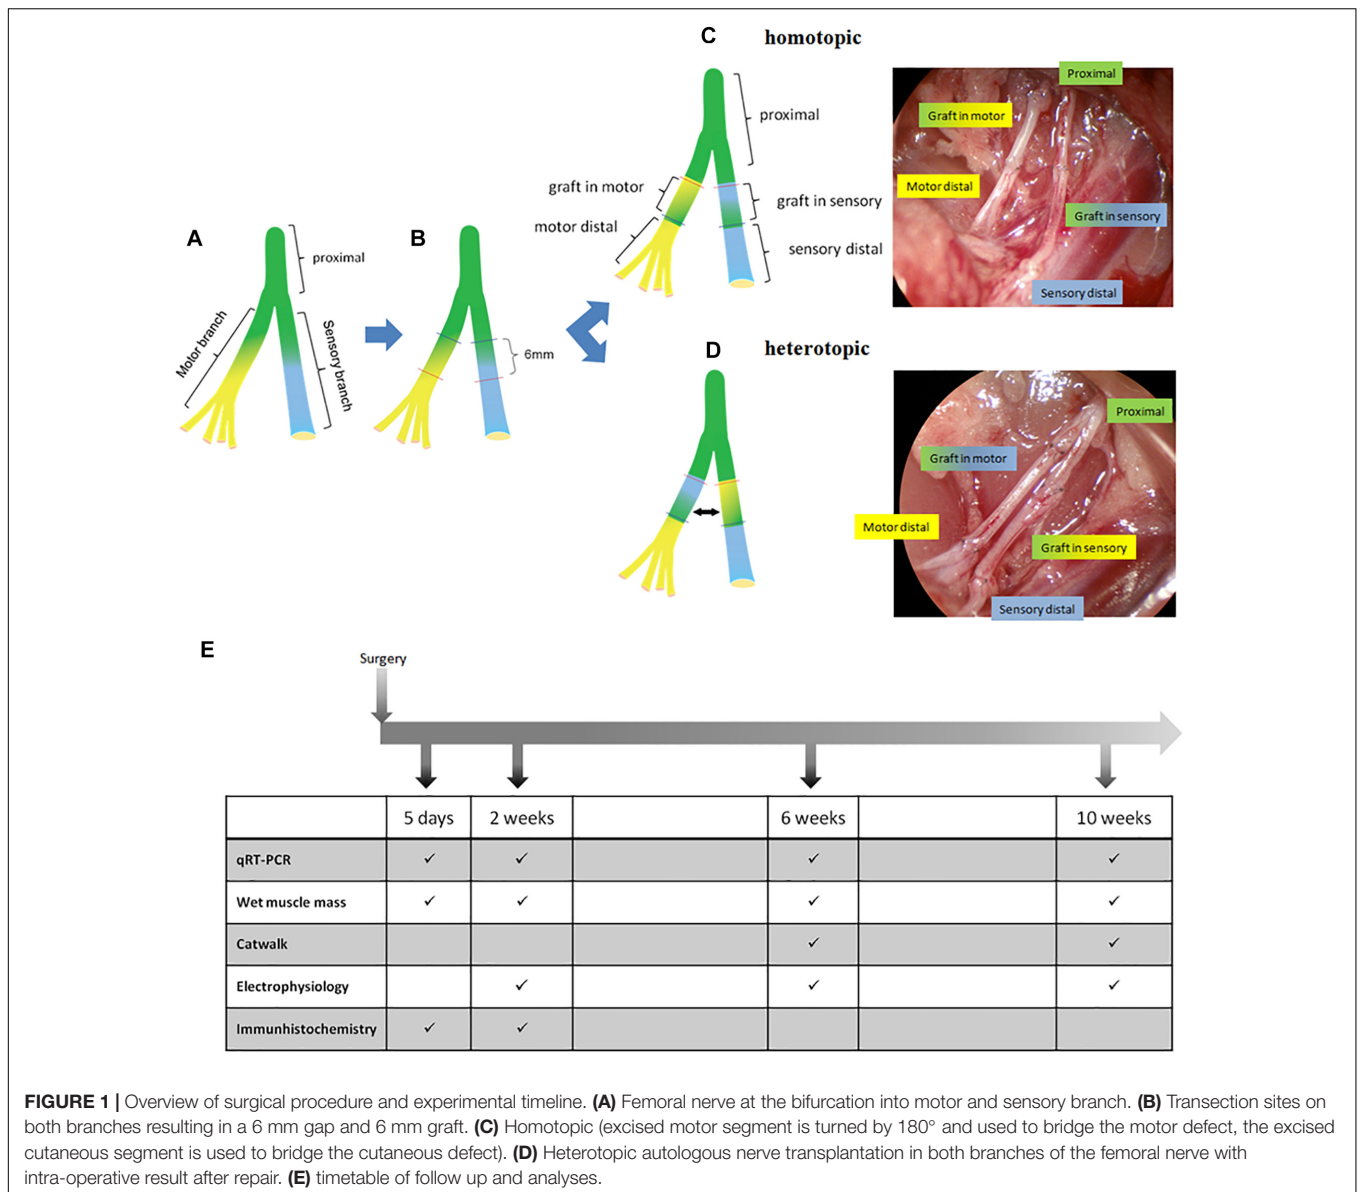 A
proximal
Motor branch
Sensory branch
B
6mm
C
homotopic
proximal
graft in motor
motor distal
graft in sensory
sensory distal
Proximal
Graft in motor
Motor distal
Graft in sensory
Sensory distal
D
heterotopic
Proximal
Graft in motor
Motor distal
Graft in sensory
Sensory distal
E
Surgery
5 days 2 weeks 6 weeks 10 weeks
qRT-PCR ✓ ✓ ✓ ✓
Wet muscle mass ✓ ✓ ✓ ✓
Catwalk ✓ ✓
Electrophysiology ✓ ✓ ✓
Immunhistochemistry ✓ ✓
FIGURE 1 | Overview of surgical procedure and experimental timeline. (A) Femoral nerve at the bifurcation into motor and sensory branch. (B) Transection sites on
both branches resulting in a 6 mm gap and 6 mm graft. (C) Homotopic (excised motor segment is turned by 180° and used to bridge the motor defect, the excised
cutaneous segment is used to bridge the cutaneous defect). (D) Heterotopic autologous nerve transplantation in both branches of the femoral nerve with
intra-operative result after repair. (E) timetable of follow up and analyses.